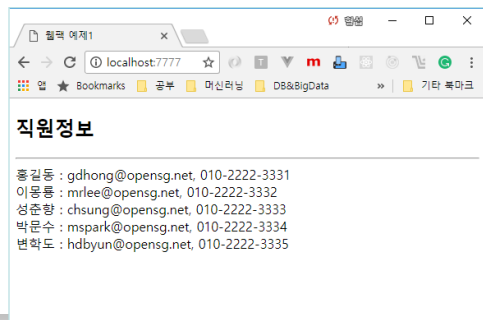 웹팩 예제1
localhost:7777
앱 Bookmarks 공부 머신러닝 DB&BigData » 기타 북마크
직원정보
홍길동 : gdhong@opensg.net, 010-2222-3331
이몽룡 : mrlee@opensg.net, 010-2222-3332
성춘향 : chsung@opensg.net, 010-2222-3333
박문수 : mspark@opensg.net, 010-2222-3334
변학도 : hdbyun@opensg.net, 010-2222-3335